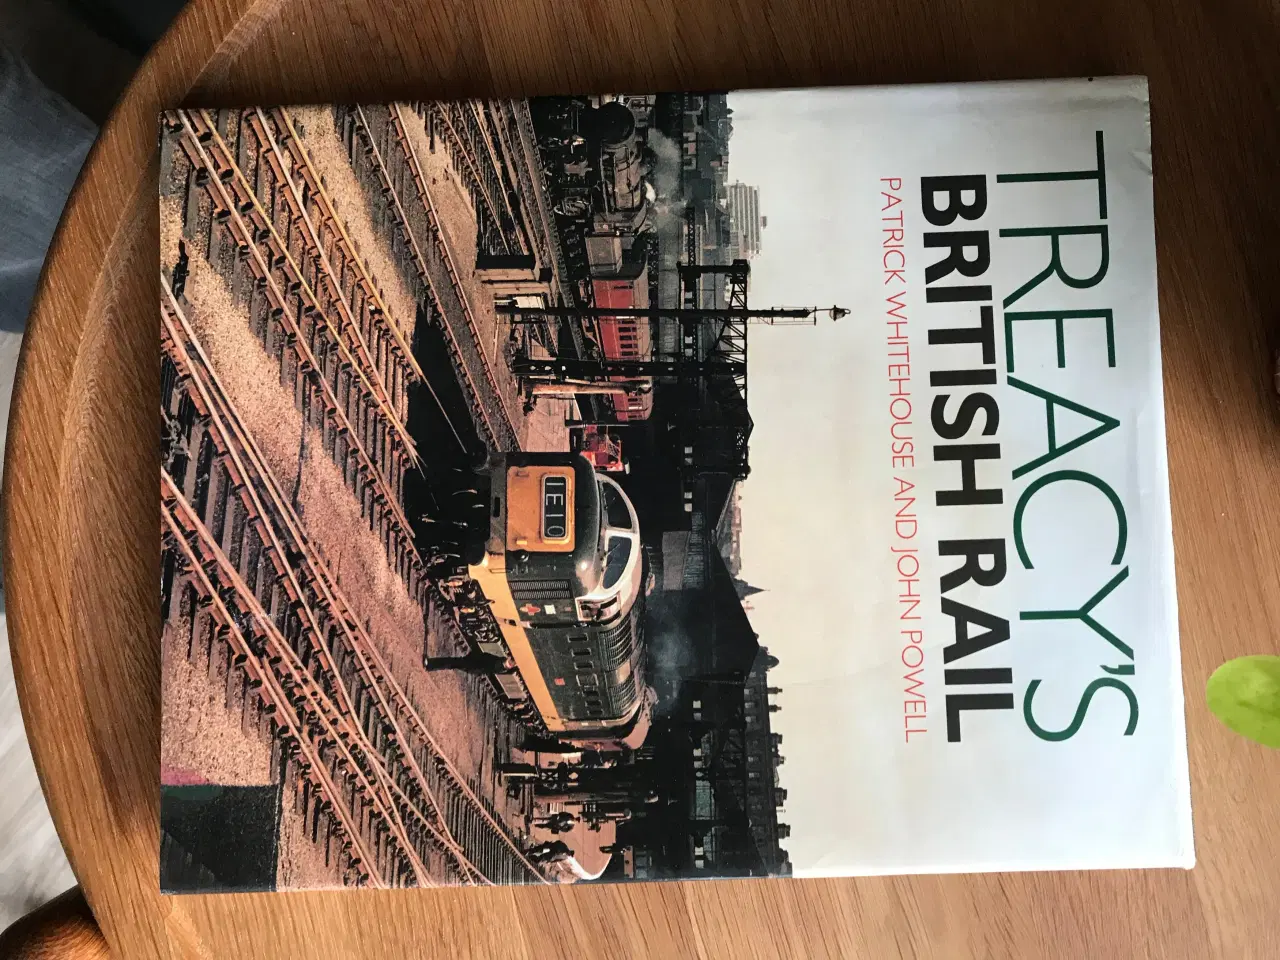 TREACY'S
BRITISH RAIL
PATRICK WHITEHOUSE AND JOHN POWELL
1E10